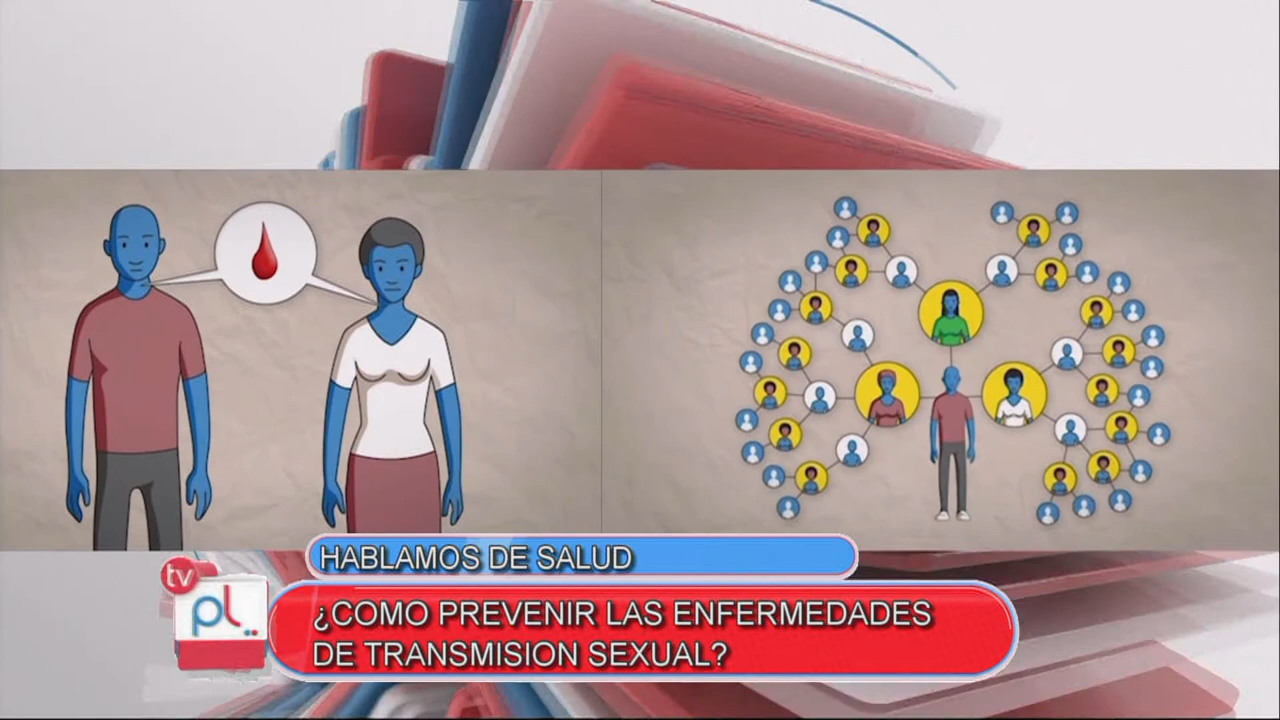 HABLAMOS DE SALUD
tv
pL..
¿COMO PREVENIR LAS ENFERMEDADES
DE TRANSMISION SEXUAL?